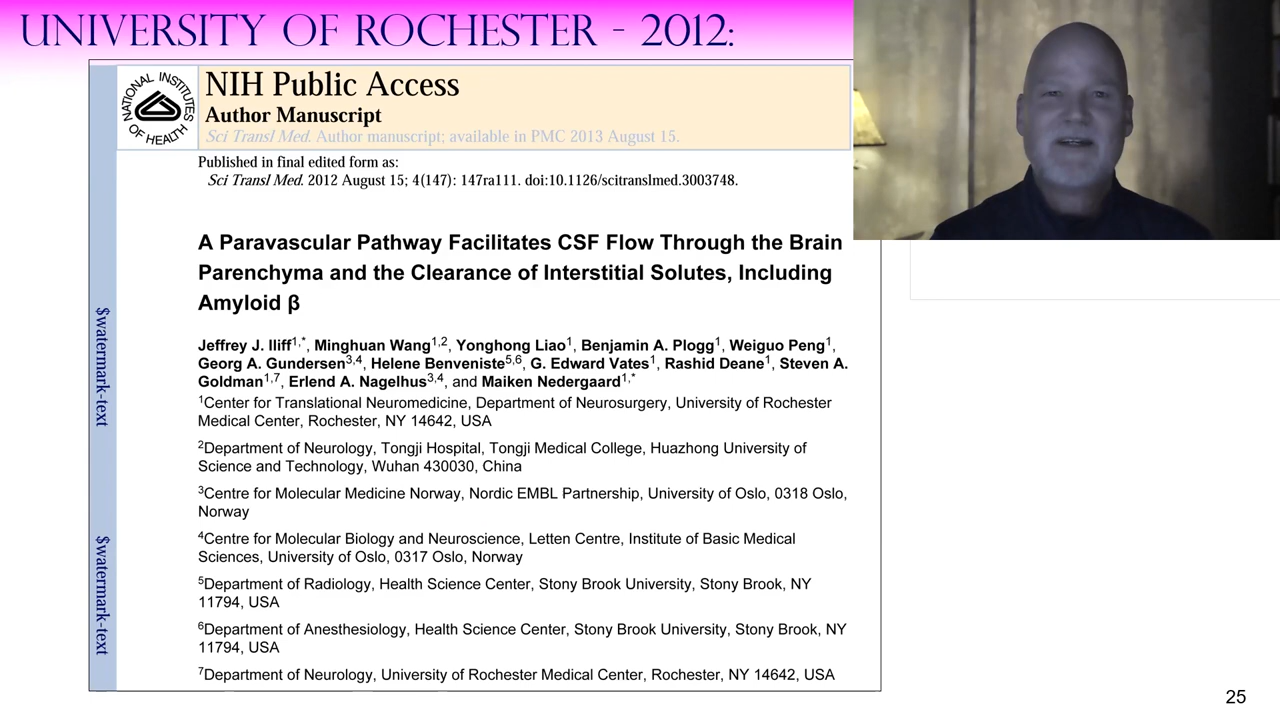 UNIVERSITY OF ROCHESTER - 2012:
NATIONAL INSTITUTES OF HEALTH
NIH Public Access
Author Manuscript
Sci Transl Med. Author manuscript; available in PMC 2013 August 15.
Published in final edited form as:
Sci Transl Med. 2012 August 15; 4(147): 147ra111. doi:10.1126/scitranslmed.3003748.
A Paravascular Pathway Facilitates CSF Flow Through the Brain
Parenchyma and the Clearance of Interstitial Solutes, Including
Amyloid β
Jeffrey J. Iliff1,*, Minghuan Wang1,2, Yonghong Liao1, Benjamin A. Plogg1, Weiguo Peng1,
Georg A. Gundersen3,4, Helene Benveniste5,6, G. Edward Vates1, Rashid Deane1, Steven A.
Goldman1,7, Erlend A. Nagelhus3,4, and Maiken Nedergaard1,*
1Center for Translational Neuromedicine, Department of Neurosurgery, University of Rochester
Medical Center, Rochester, NY 14642, USA
2Department of Neurology, Tongji Hospital, Tongji Medical College, Huazhong University of
Science and Technology, Wuhan 430030, China
3Centre for Molecular Medicine Norway, Nordic EMBL Partnership, University of Oslo, 0318 Oslo,
Norway
4Centre for Molecular Biology and Neuroscience, Letten Centre, Institute of Basic Medical
Sciences, University of Oslo, 0317 Oslo, Norway
5Department of Radiology, Health Science Center, Stony Brook University, Stony Brook, NY
11794, USA
6Department of Anesthesiology, Health Science Center, Stony Brook University, Stony Brook, NY
11794, USA
7Department of Neurology, University of Rochester Medical Center, Rochester, NY 14642, USA
$watermark-text
$watermark-text
25